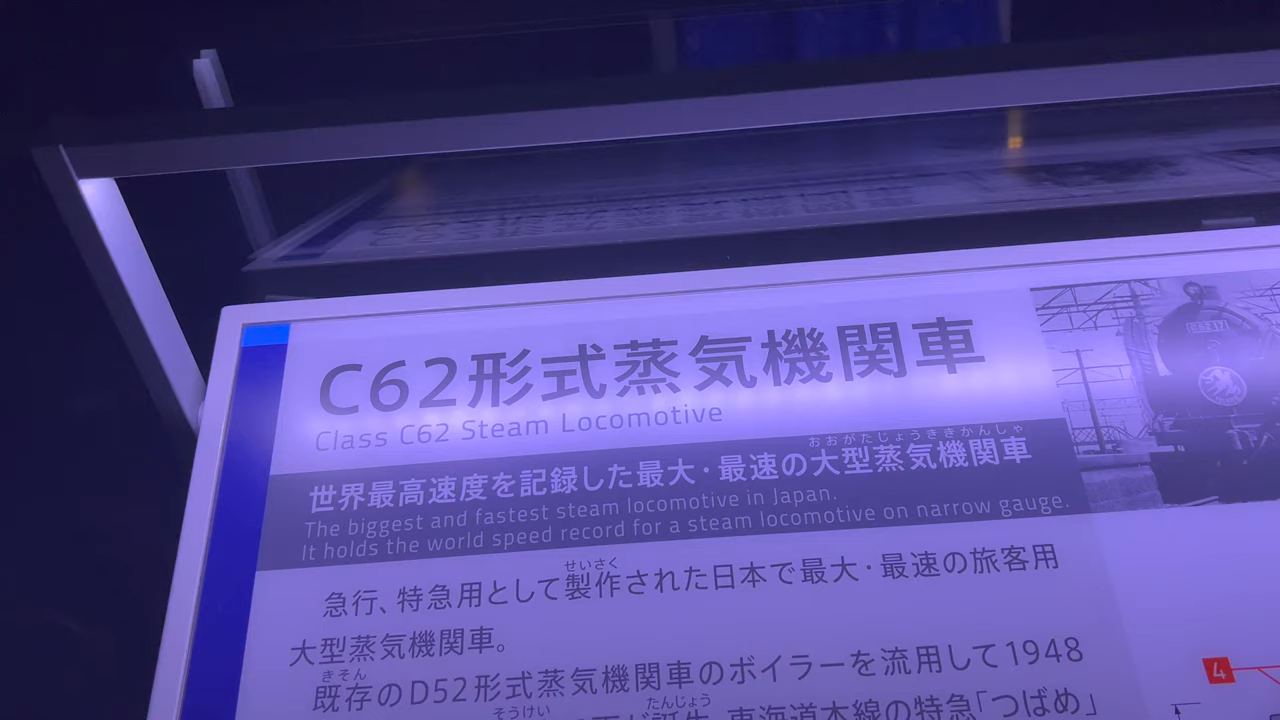 C62形式蒸気機関車
Class C62 Steam Locomotive
おおがたじょうききかんしゃ
世界最高速度を記録した最大・最速の大型蒸気機関車
The biggest and fastest steam locomotive in Japan.
It holds the world speed record for a steam locomotive on narrow gauge.
せいさく
急行、特急用として製作された日本で最大・最速の旅客用
大型蒸気機関車。
きそん
既存のD52形式蒸気機関車のボイラーを流用して1948
そうけい たんじょう
誕生 東海道本線の特急「つばめ」
C62 17
4